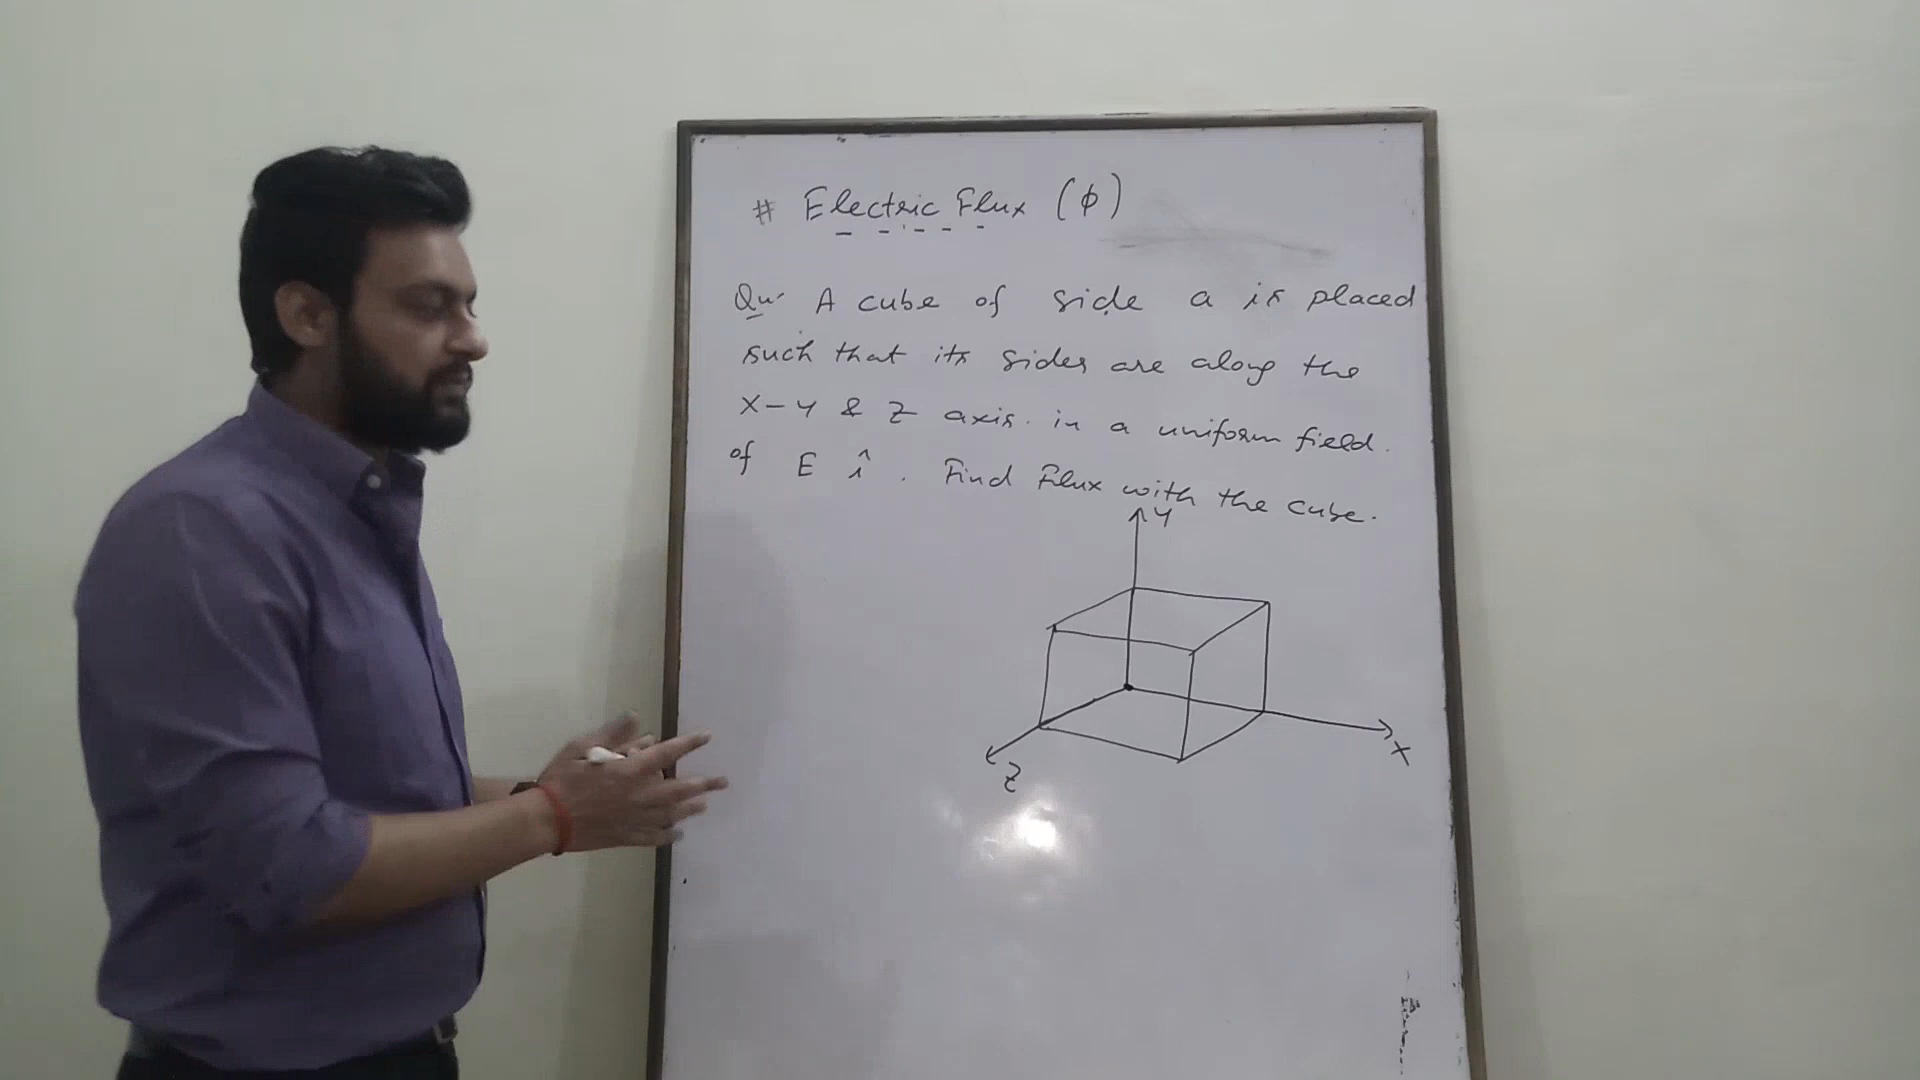 # Electric Flux (ϕ)
Qu: A cube of side a is placed
such that its sides are along the
X-Y & Z axis. in a uniform field.
of E î. Find Flux with the cube.
Y
X
Z